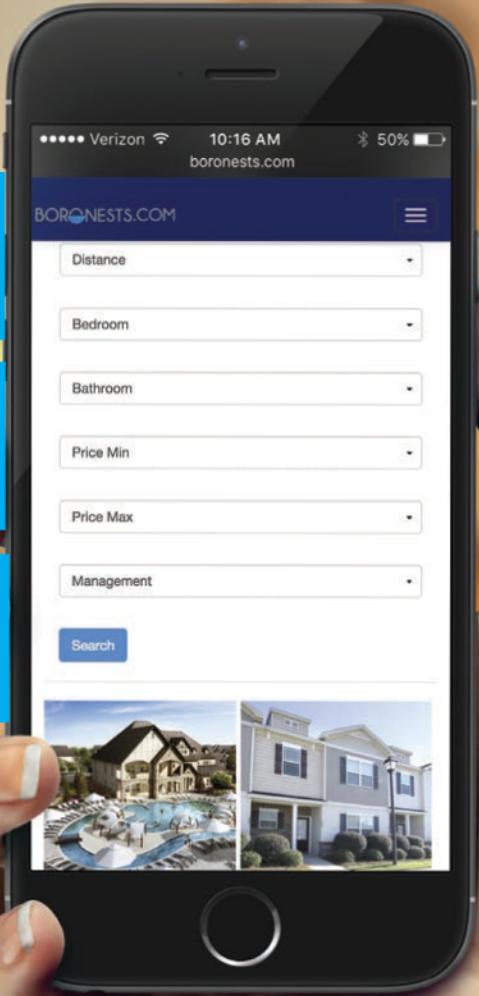 Verizon 10:16 AM 50%
boronests.com
BORONESTS.COM
Distance
Bedroom
Bathroom
Price Min
Price Max
Management
Search